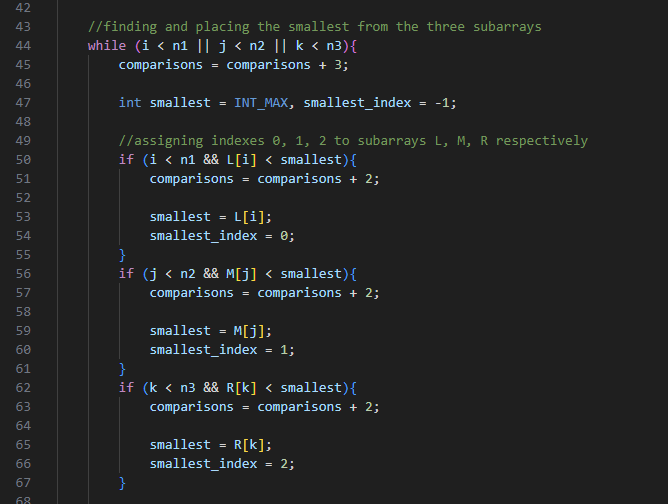 42
43 //finding and placing the smallest from the three subarrays
44 while (i < n1 || j < n2 || k < n3){
45 comparisons = comparisons + 3;
46
47 int smallest = INT_MAX, smallest_index = -1;
48
49 //assigning indexes 0, 1, 2 to subarrays L, M, R respectively
50 if (i < n1 && L[i] < smallest){
51 comparisons = comparisons + 2;
52
53 smallest = L[i];
54 smallest_index = 0;
55 }
56 if (j < n2 && M[j] < smallest){
57 comparisons = comparisons + 2;
58
59 smallest = M[j];
60 smallest_index = 1;
61 }
62 if (k < n3 && R[k] < smallest){
63 comparisons = comparisons + 2;
64
65 smallest = R[k];
66 smallest_index = 2;
67 }
68